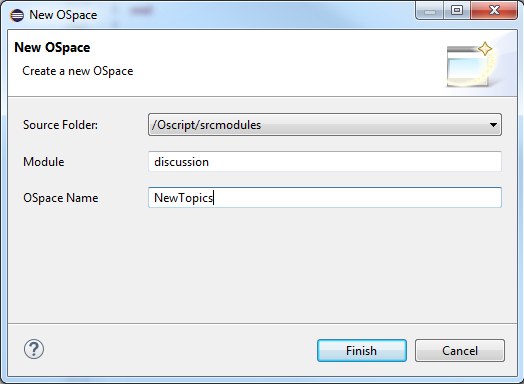 New OSpace
New OSpace
Create a new OSpace
Source Folder: /Oscript/srcmodules
Module discussion
OSpace Name NewTopics
? Finish Cancel